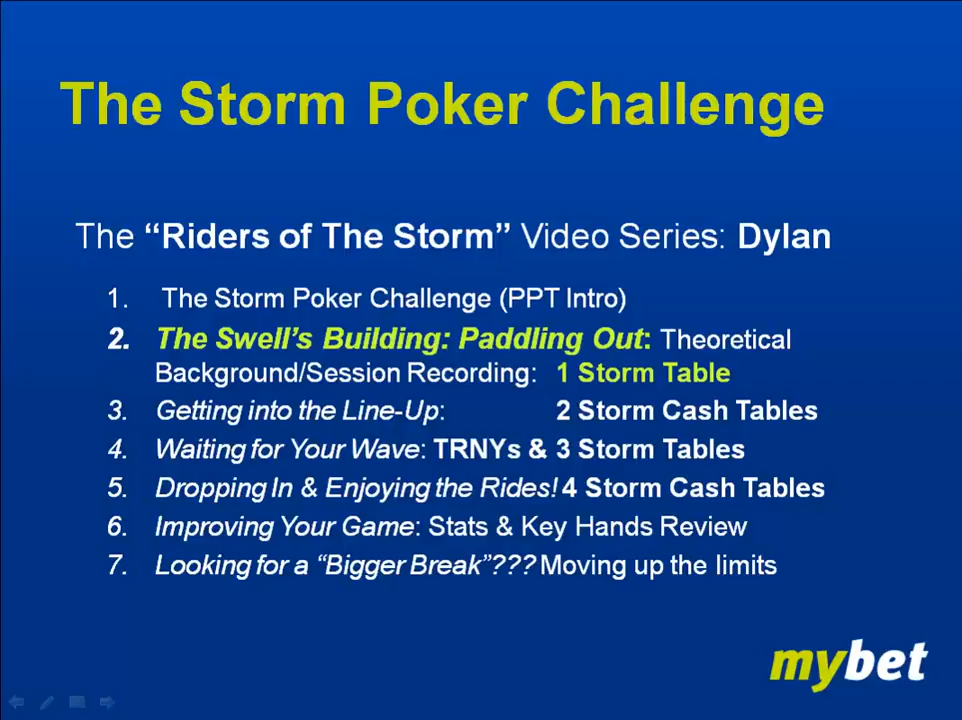 The Storm Poker Challenge
The “Riders of The Storm” Video Series: Dylan
1. The Storm Poker Challenge (PPT Intro)
2. The Swell’s Building: Paddling Out: Theoretical
Background/Session Recording: 1 Storm Table
3. Getting into the Line-Up: 2 Storm Cash Tables
4. Waiting for Your Wave: TRNYs & 3 Storm Tables
5. Dropping In & Enjoying the Rides! 4 Storm Cash Tables
6. Improving Your Game: Stats & Key Hands Review
7. Looking for a “Bigger Break”??? Moving up the limits
mybet